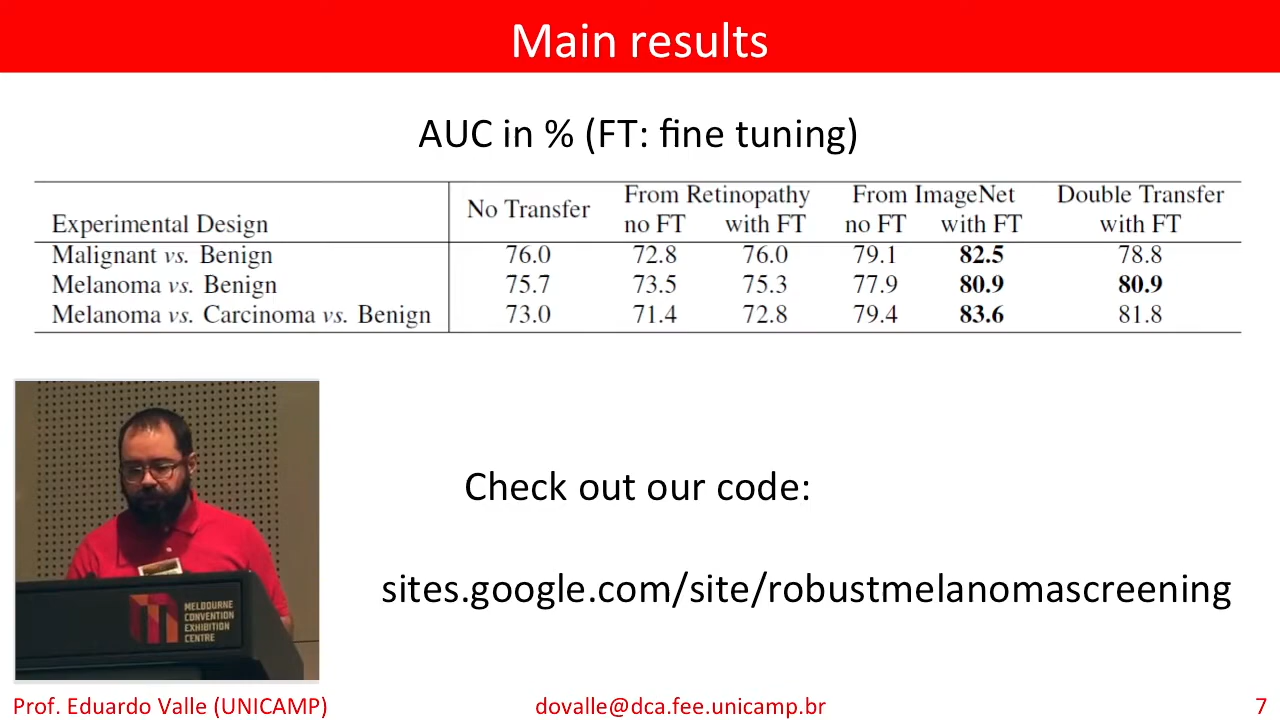 Main results
AUC in % (FT: fine tuning)
Experimental Design No Transfer From Retinopathy no FT with FT From ImageNet no FT with FT Double Transfer with FT
Malignant vs. Benign 76.0 72.8 76.0 79.1 82.5 78.8
Melanoma vs. Benign 75.7 73.5 75.3 77.9 80.9 80.9
Melanoma vs. Carcinoma vs. Benign 73.0 71.4 72.8 79.4 83.6 81.8
Check out our code:
sites.google.com/site/robustmelanomascreening
MELBOURNE
CONVENTION
EXHIBITION
CENTRE
Prof. Eduardo Valle (UNICAMP) dovalle@dca.fee.unicamp.br 7